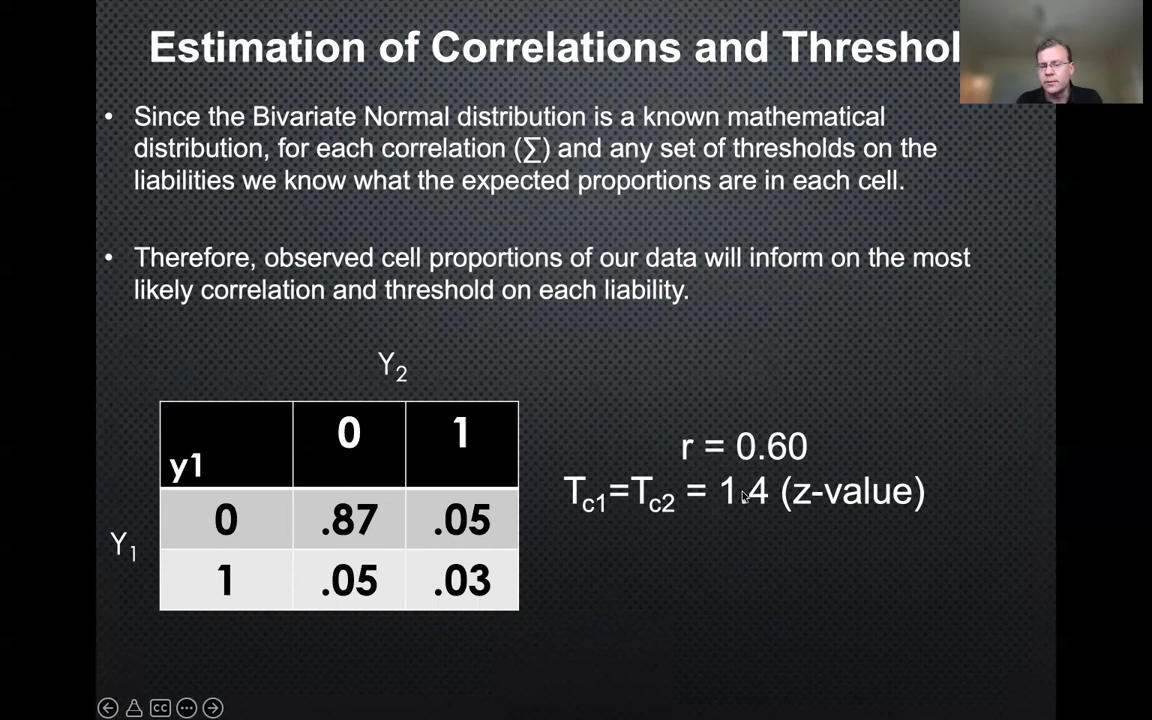 Estimation of Correlations and Threshol
• Since the Bivariate Normal distribution is a known mathematical
distribution, for each correlation (∑) and any set of thresholds on the
liabilities we know what the expected proportions are in each cell.
• Therefore, observed cell proportions of our data will inform on the most
likely correlation and threshold on each liability.
Y₂
y1 0 1
Y₁
0 .87 .05
1 .05 .03
r = 0.60
T꜀₁=T꜀₂ = 1.4 (z-value)
CC